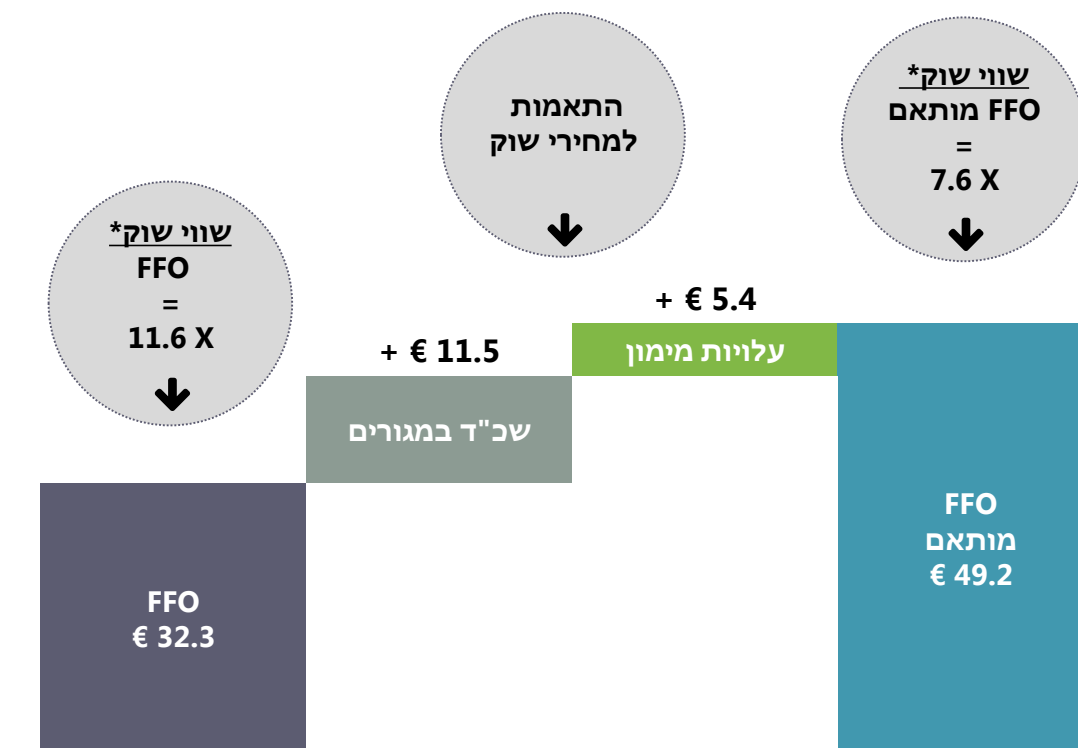 שווי שוק*
FFO מותאם
=
7.6 X
התאמות
למחירי שוק
שווי שוק*
FFO
=
11.6 X
+ € 5.4
עלויות מימון
+ € 11.5
שכ"ד במגורים
FFO
מותאם
€ 49.2
FFO
€ 32.3